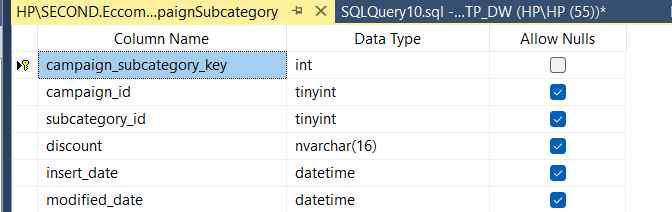 HP\SECOND.Eccom...paignSubcategory SQLQuery10.sql -...TP_DW (HP\HP (55))*
Column Name Data Type Allow Nulls
campaign_subcategory_key int
campaign_id tinyint
subcategory_id tinyint
discount nvarchar(16)
insert_date datetime
modified_date datetime